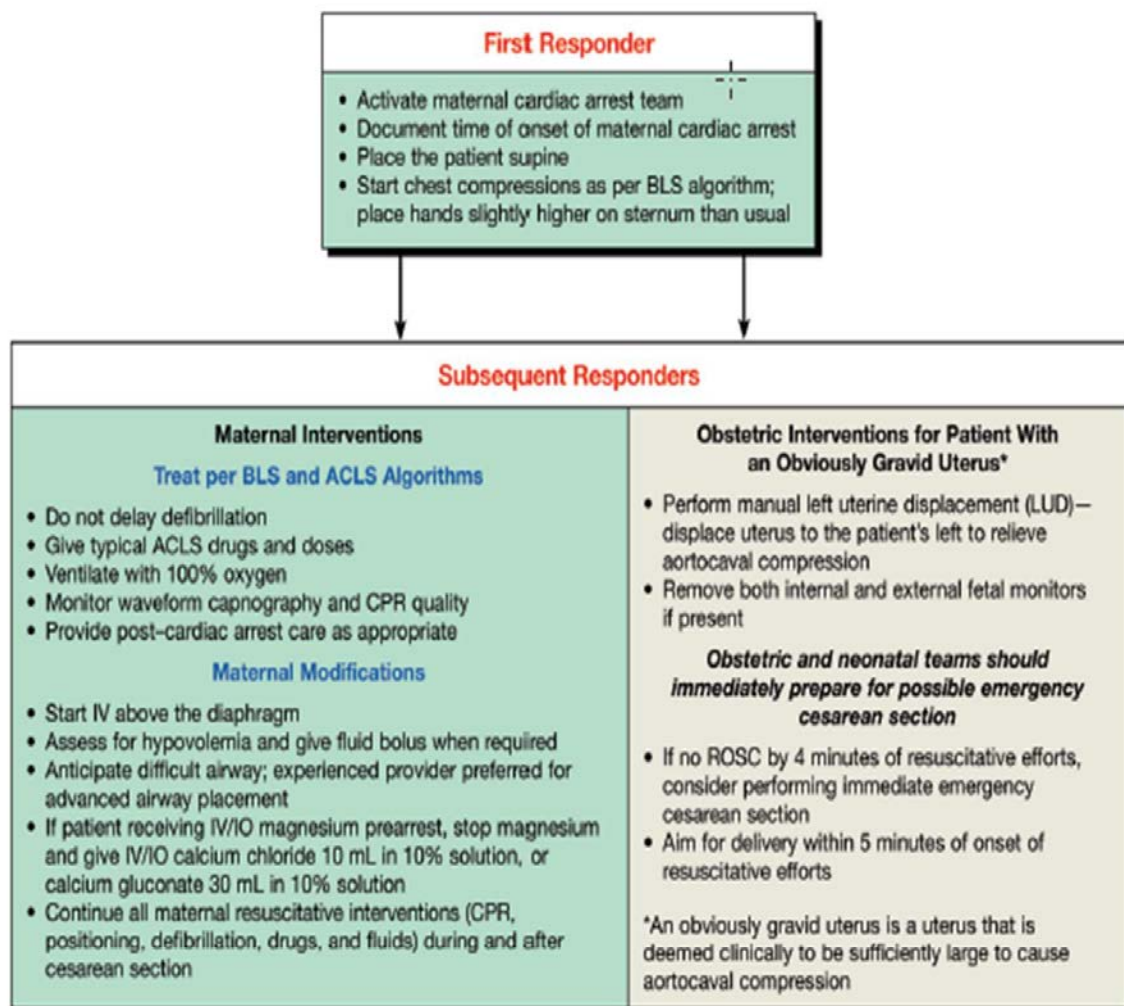 First Responder
• Activate maternal cardiac arrest team
• Document time of onset of maternal cardiac arrest
• Place the patient supine
• Start chest compressions as per BLS algorithm;
place hands slightly higher on sternum than usual
Subsequent Responders
Maternal Interventions
Treat per BLS and ACLS Algorithms
• Do not delay defibrillation
• Give typical ACLS drugs and doses
• Ventilate with 100% oxygen
• Monitor waveform capnography and CPR quality
• Provide post–cardiac arrest care as appropriate
Maternal Modifications
• Start IV above the diaphragm
• Assess for hypovolemia and give fluid bolus when required
• Anticipate difficult airway; experienced provider preferred for
advanced airway placement
• If patient receiving IV/IO magnesium prearrest, stop magnesium
and give IV/IO calcium chloride 10 mL in 10% solution, or
calcium gluconate 30 mL in 10% solution
• Continue all maternal resuscitative interventions (CPR,
positioning, defibrillation, drugs, and fluids) during and after
cesarean section
Obstetric Interventions for Patient With
an Obviously Gravid Uterus*
• Perform manual left uterine displacement (LUD)—
displace uterus to the patient's left to relieve
aortocaval compression
• Remove both internal and external fetal monitors
if present
Obstetric and neonatal teams should
immediately prepare for possible emergency
cesarean section
• If no ROSC by 4 minutes of resuscitative efforts,
consider performing immediate emergency
cesarean section
• Aim for delivery within 5 minutes of onset of
resuscitative efforts
*An obviously gravid uterus is a uterus that is
deemed clinically to be sufficiently large to cause
aortocaval compression